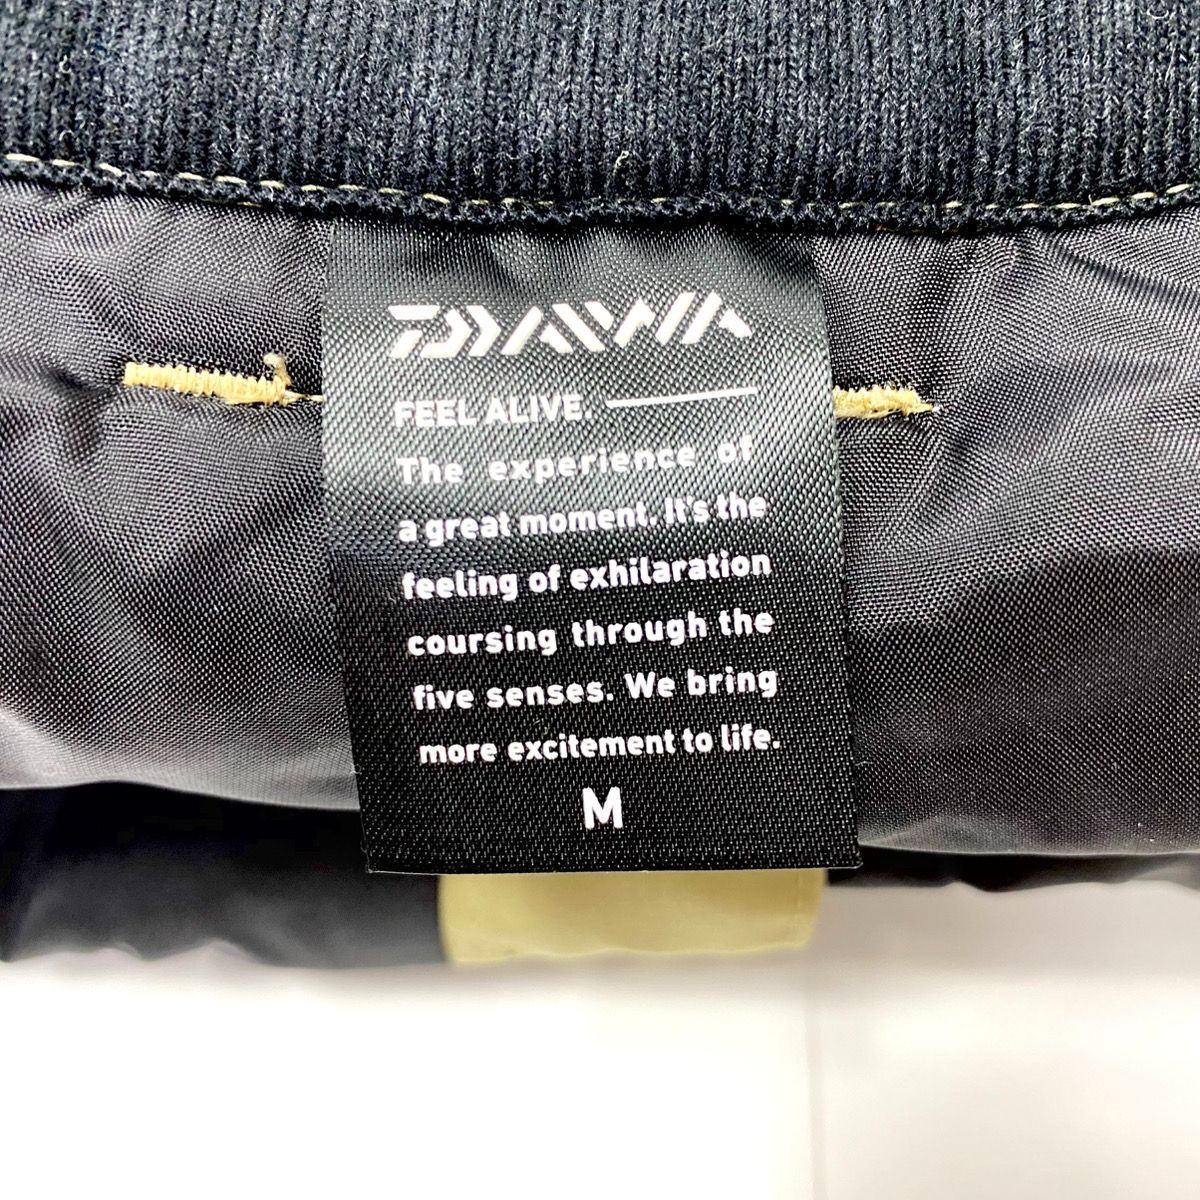 DAIWA
FEEL ALIVE.
The experience of
a great moment. It's the
feeling of exhilaration
coursing through the
five senses. We bring
more excitement to life.
M